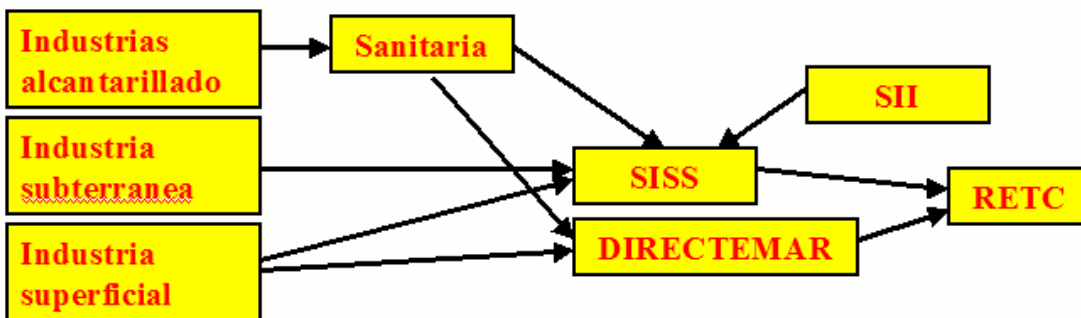 Industrias
alcantarillado
Sanitaria
SII
Industria
subterranea
SISS
RETC
Industria
superficial
DIRECTEMAR